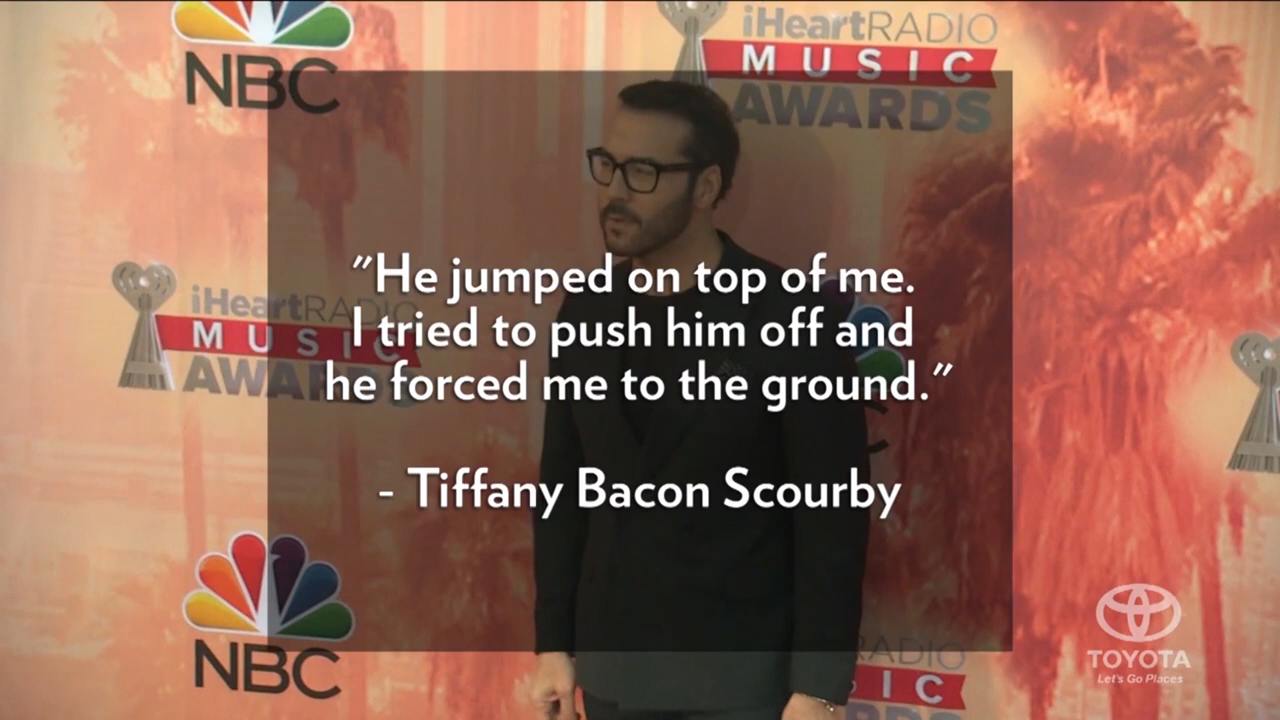 NBC
iHeartRADIO
MUSIC
AWARDS
"He jumped on top of me.
I tried to push him off and
he forced me to the ground."
- Tiffany Bacon Scourby
iHeartRADIO
MUSIC
AWARDS
NBC
RADIO
IC
TOYOTA
Let's Go Places